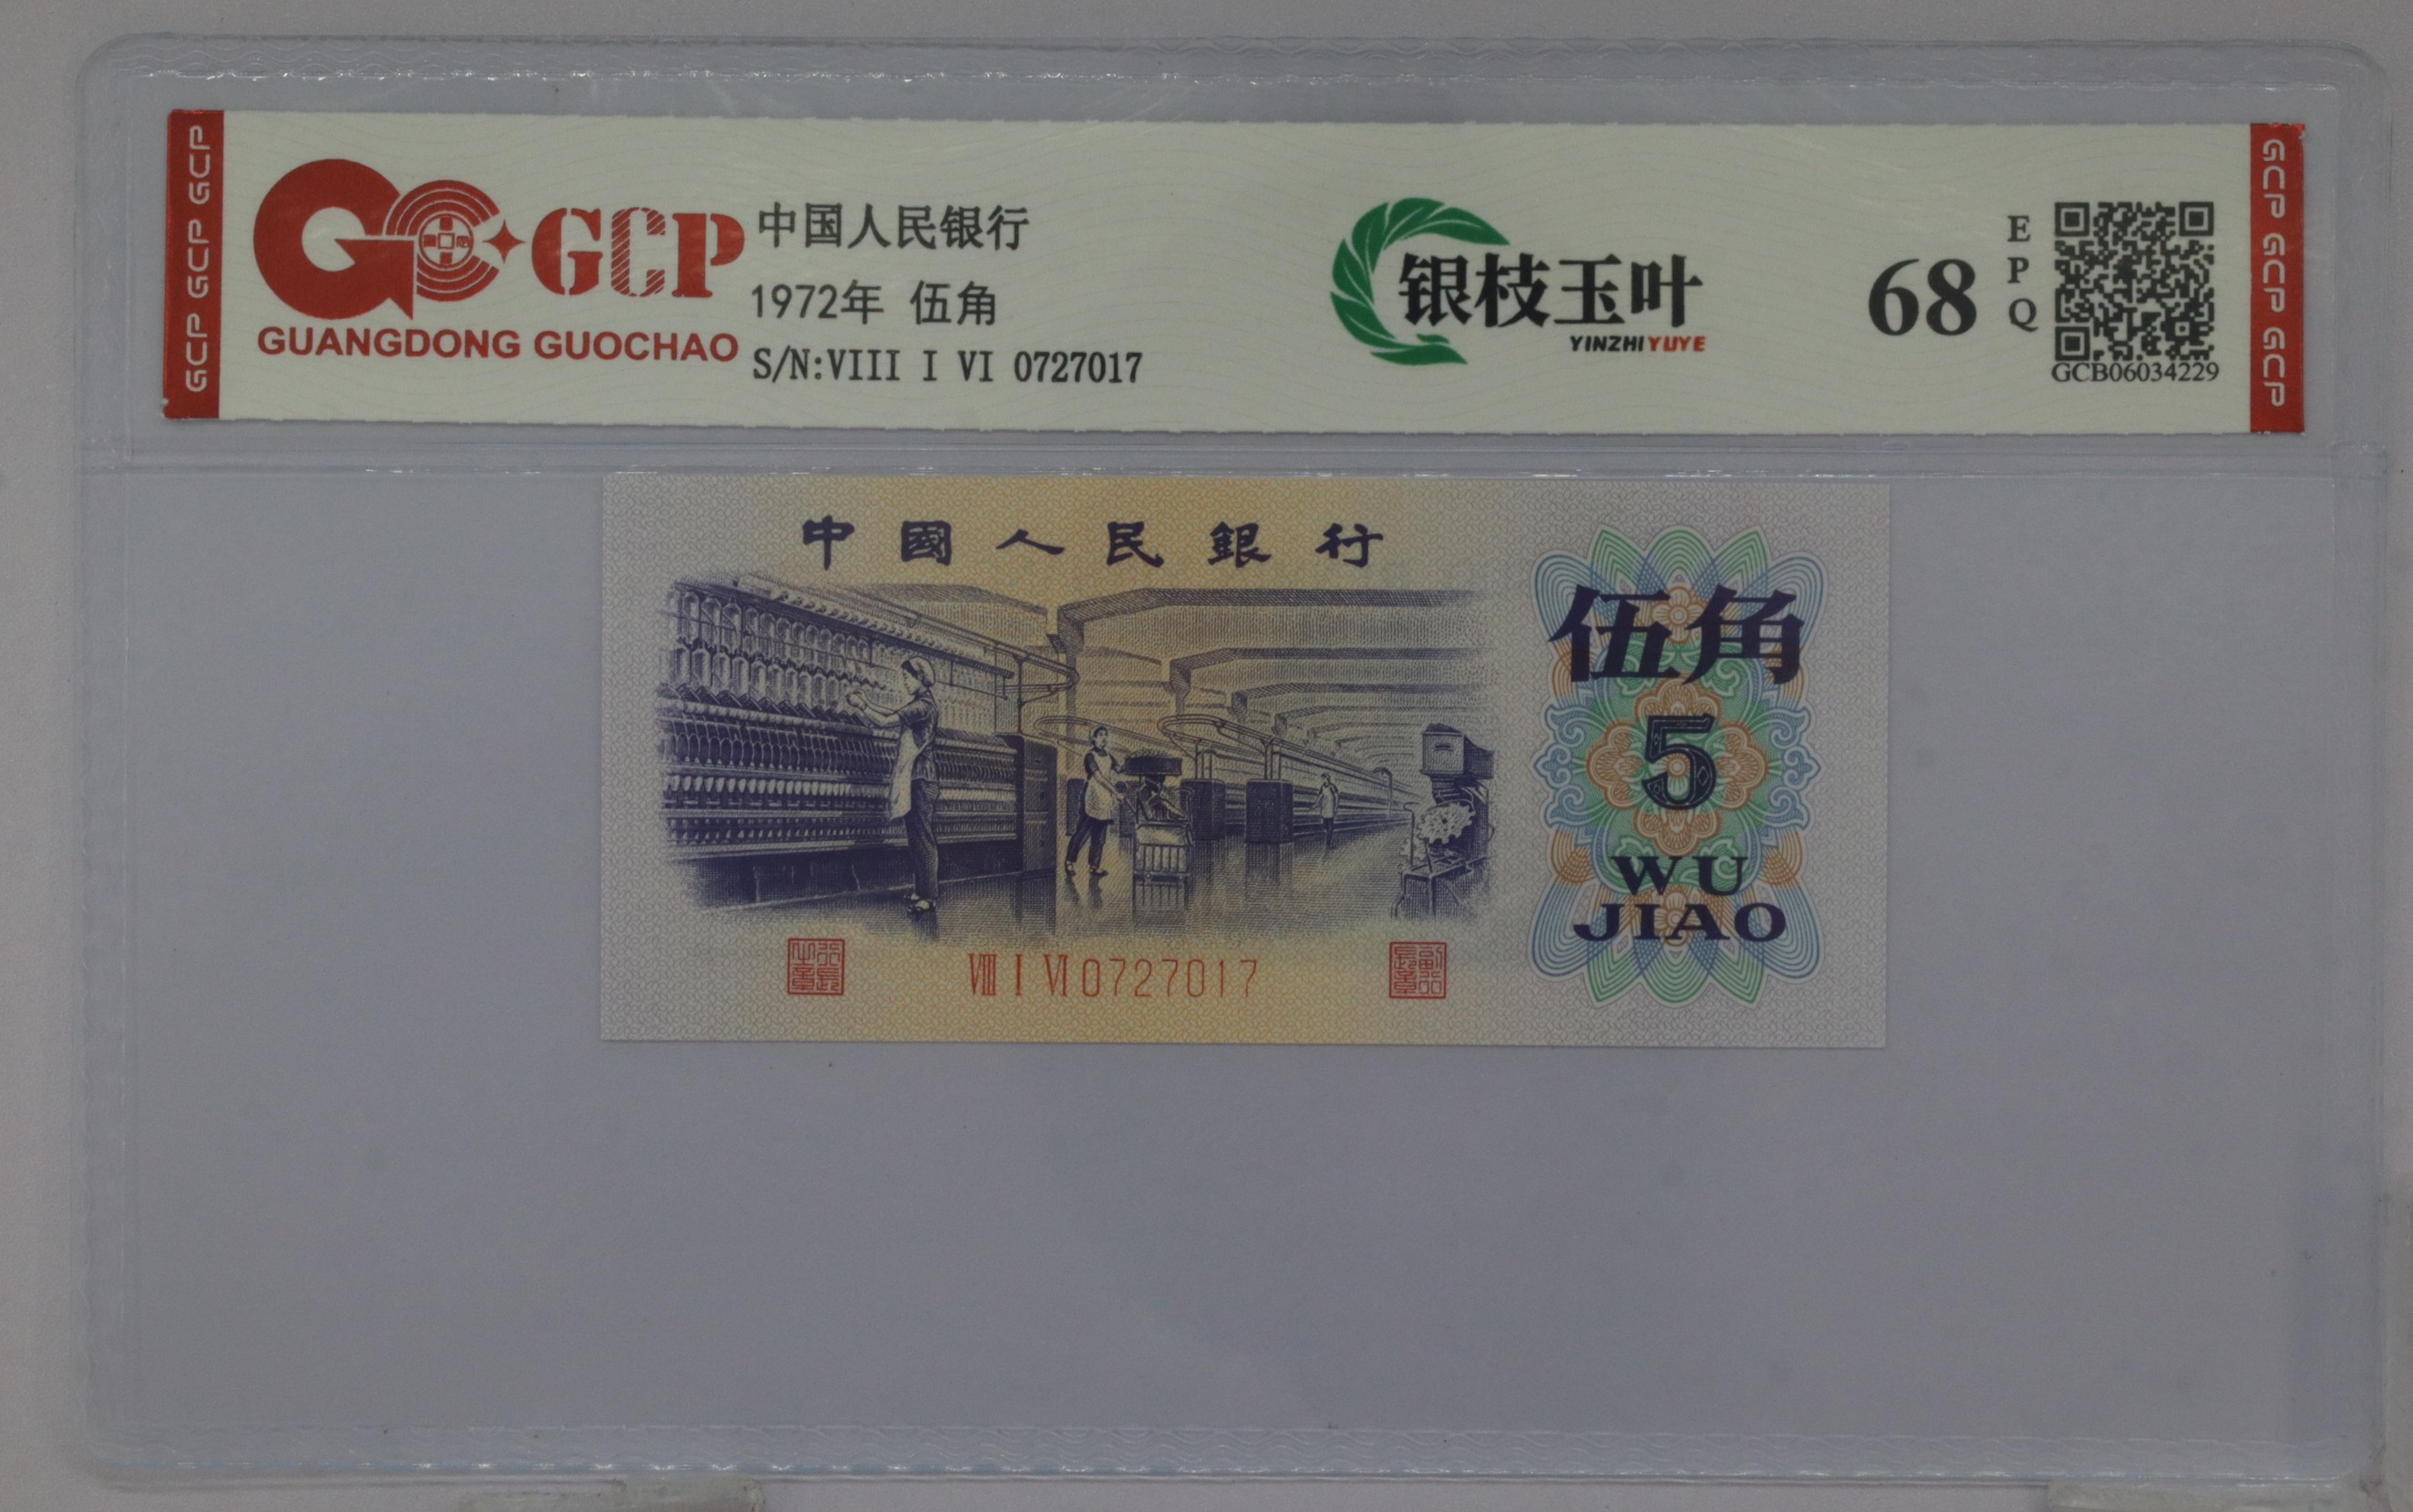 GCP GCP GCP
GCP
GUANGDONG GUOCHAO
中国人民银行
1972年 伍角
S/N:VIII I VI 0727017
银枝玉叶
YINZHIYUYE
68
EPQ
GCB06034229
GCP GCP GCP
中國人民銀行
伍角
5
WU
JIAO
VIII I VI 0727017